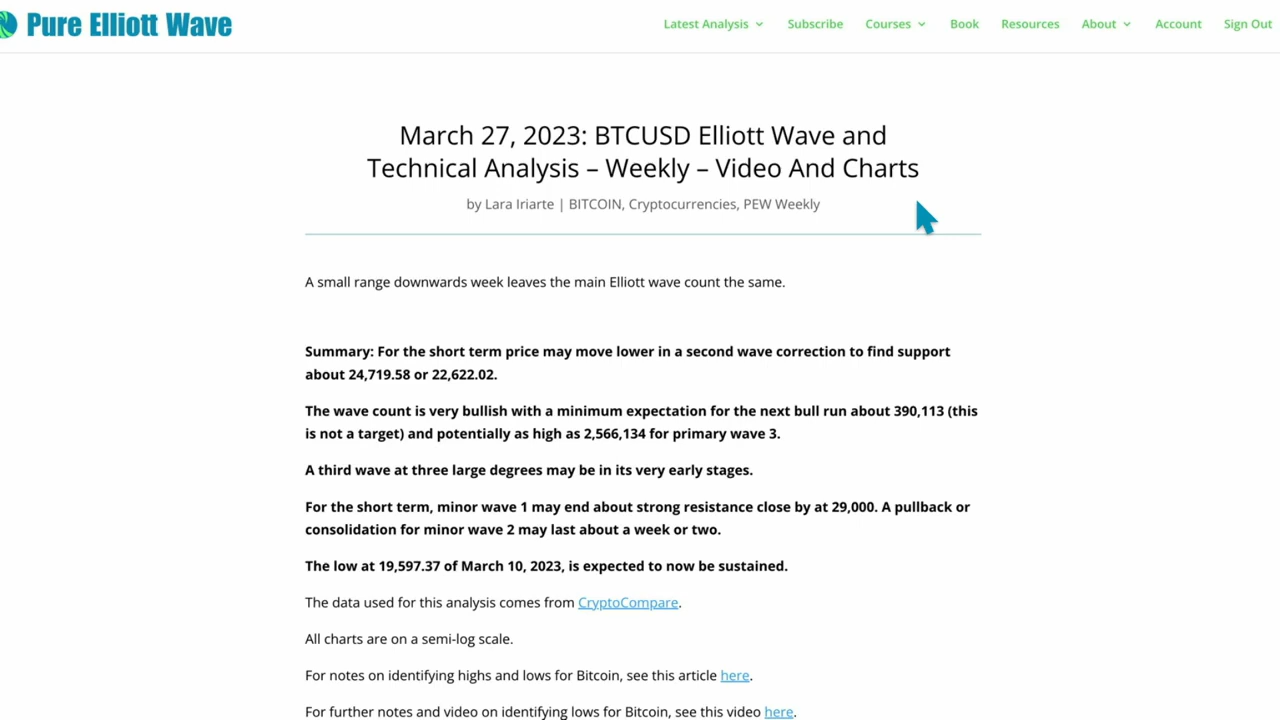 Pure Elliott Wave
Latest Analysis Subscribe Courses Book Resources About Account Sign Out
March 27, 2023: BTCUSD Elliott Wave and
Technical Analysis – Weekly – Video And Charts
by Lara Iriarte | BITCOIN, Cryptocurrencies, PEW Weekly
A small range downwards week leaves the main Elliott wave count the same.
Summary: For the short term price may move lower in a second wave correction to find support
about 24,719.58 or 22,622.02.
The wave count is very bullish with a minimum expectation for the next bull run about 390,113 (this
is not a target) and potentially as high as 2,566,134 for primary wave 3.
A third wave at three large degrees may be in its very early stages.
For the short term, minor wave 1 may end about strong resistance close by at 29,000. A pullback or
consolidation for minor wave 2 may last about a week or two.
The low at 19,597.37 of March 10, 2023, is expected to now be sustained.
The data used for this analysis comes from CryptoCompare.
All charts are on a semi-log scale.
For notes on identifying highs and lows for Bitcoin, see this article here.
For further notes and video on identifying lows for Bitcoin, see this video here.